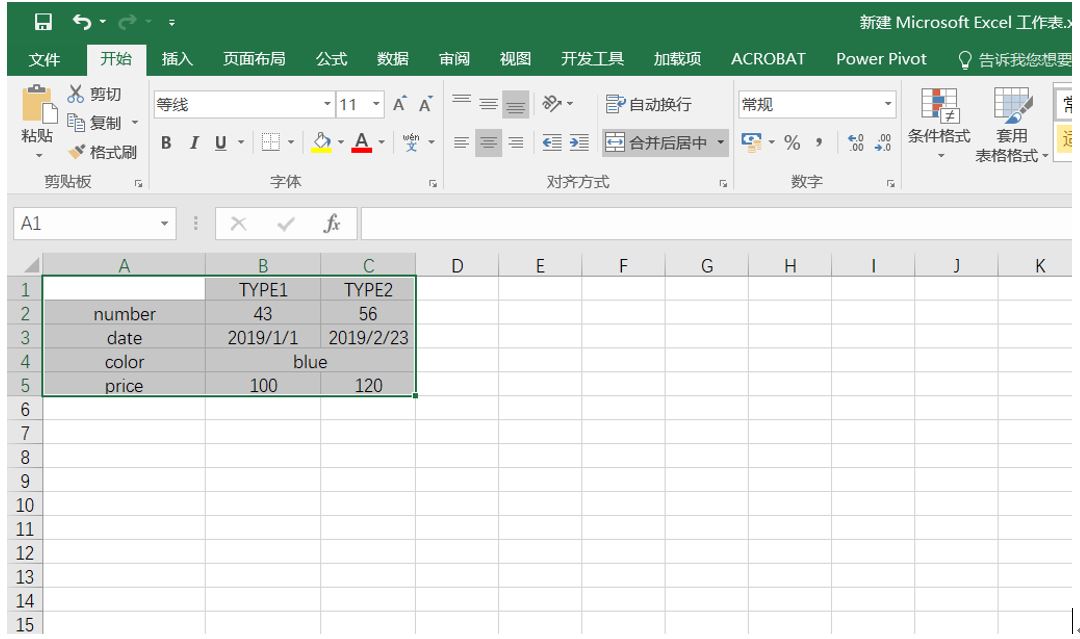 新建 Microsoft Excel 工作表.x
文件 开始 插入 页面布局 公式 数据 审阅 视图 开发工具 加载项 ACROBAT Power Pivot 告诉我您想要
粘贴 剪切 复制 格式刷
剪贴板
等线 11
B I U A wén 文
字体
自动换行
合并后居中
对齐方式
常规
% , .00 .0
数字
条件格式 套用
表格格式
A1 fx
A B C D E F G H I J K
1 TYPE1 TYPE2
2 number 43 56
3 date 2019/1/1 2019/2/23
4 color blue
5 price 100 120
6
7
8
9
10
11
12
13
14
15